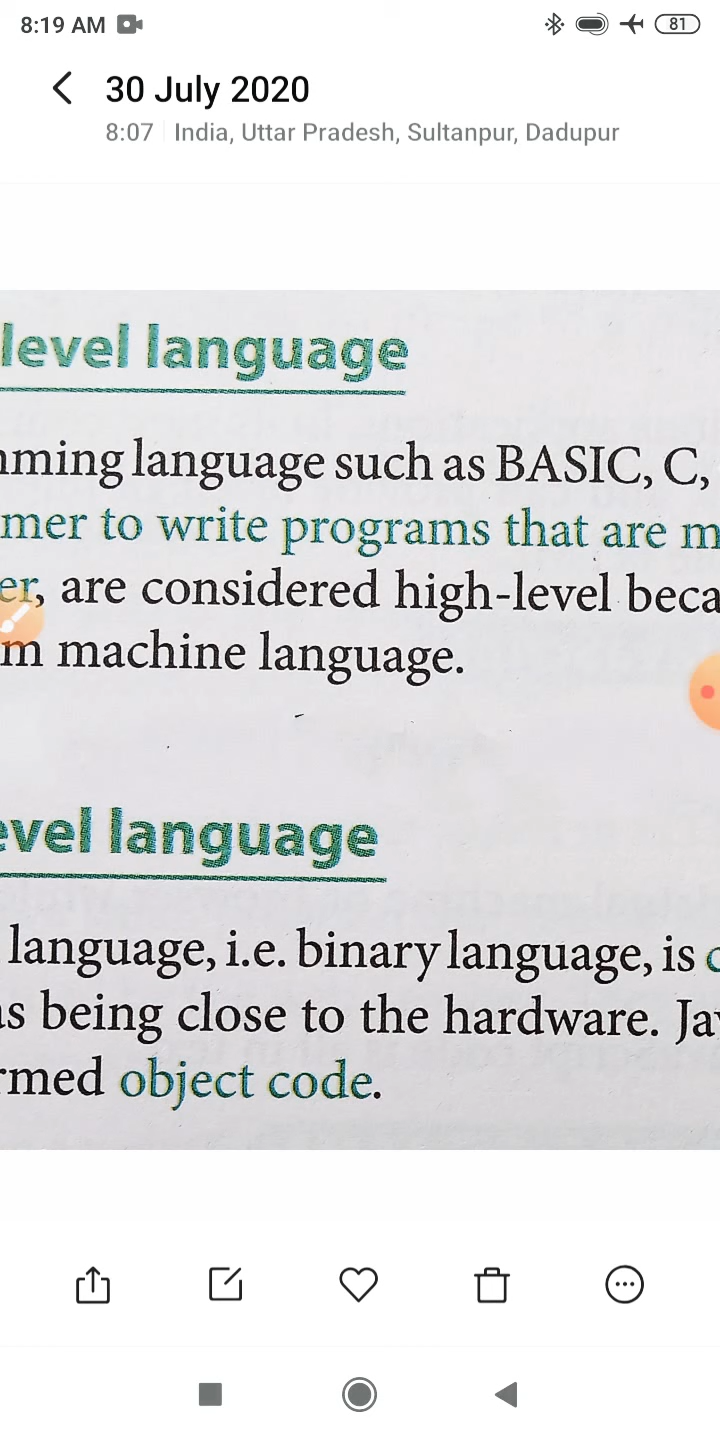 8:19 AM 81
30 July 2020
8:07 India, Uttar Pradesh, Sultanpur, Dadupur
level language
ming language such as BASIC, C,
mer to write programs that are m
er, are considered high-level beca
m machine language.
evel language
language, i.e. binary language, is c
s being close to the hardware. Ja
rmed object code.